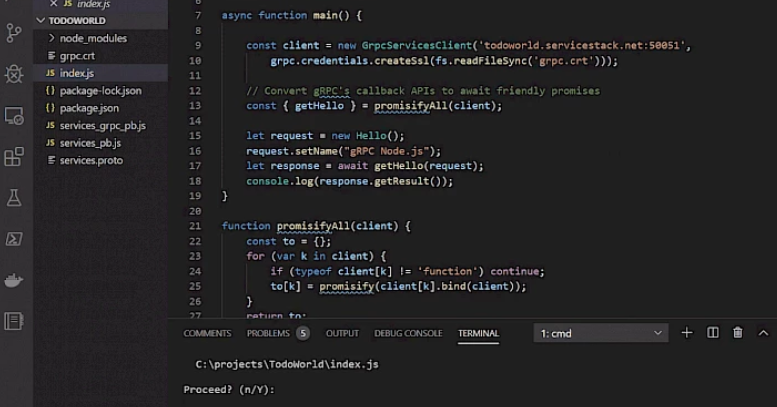 JS index.js
TODOWORLD
node_modules
grpc.crt
JS index.js
{} package-lock.json
{} package.json
JS services_grpc_pb.js
JS services_pb.js
services.proto
7 async function main() {
8
9 const client = new GrpcServicesClient('todoworld.servicestack.net:50051',
10 grpc.credentials.createSsl(fs.readFileSync('grpc.crt')));
11
12 // Convert gRPC's callback APIs to await friendly promises
13 const { getHello } = promisifyAll(client);
14
15 let request = new Hello();
16 request.setName("gRPC Node.js");
17 let response = await getHello(request);
18 console.log(response.getResult());
19 }
20
21 function promisifyAll(client) {
22 const to = {};
23 for (var k in client) {
24 if (typeof client[k] != 'function') continue;
25 to[k] = promisify(client[k].bind(client));
26 }
27 return to;
COMMENTS PROBLEMS 5 OUTPUT DEBUG CONSOLE TERMINAL 1: cmd
C:\projects\TodoWorld\index.js
Proceed? (n/Y):